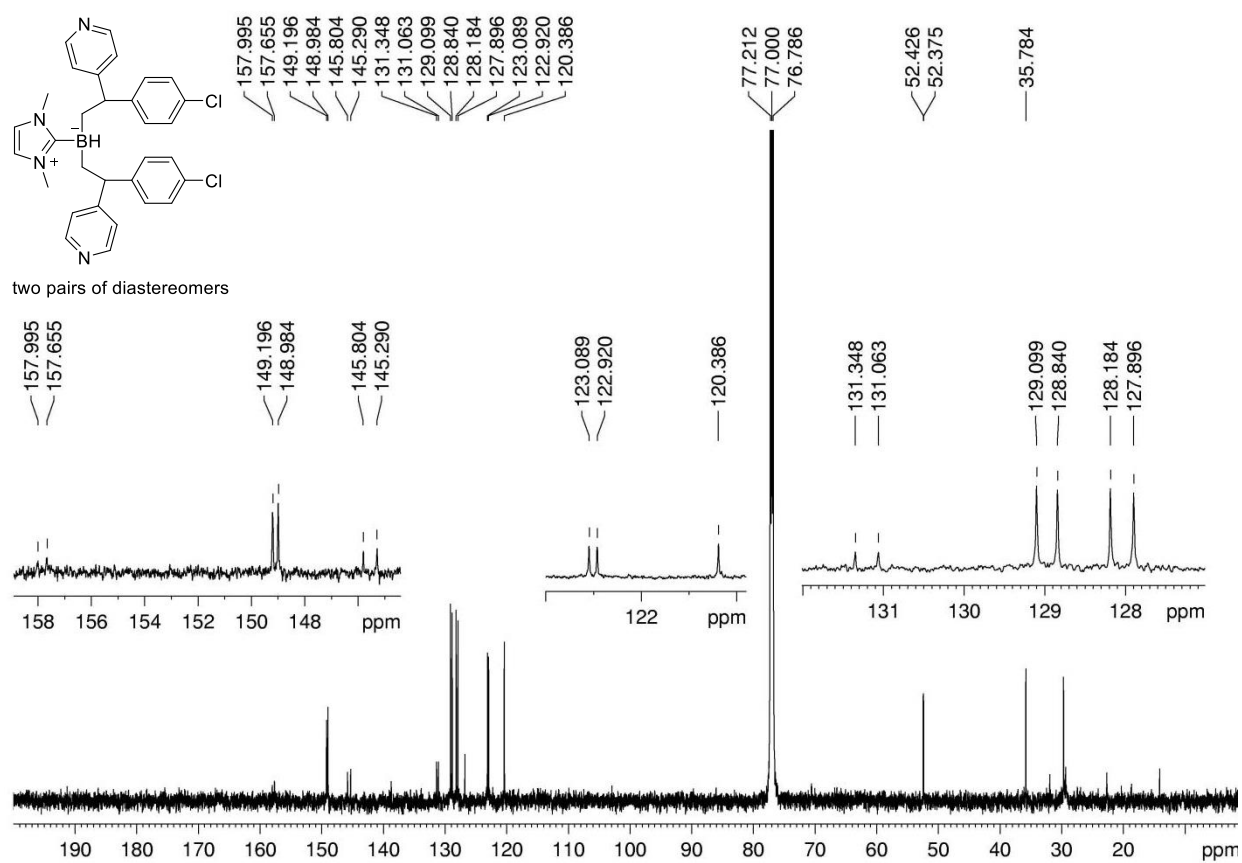 N
Cl
CH₃
N
−
BH
N
+
CH₃
Cl
N
two pairs of diastereomers
157.995
157.655
149.196
148.984
145.804
145.290
131.348
131.063
129.099
128.840
128.184
127.896
123.089
122.920
120.386
77.212
77.000
76.786
52.426
52.375
35.784
157.995
157.655
149.196
148.984
145.804
145.290
158 156 154 152 150 148 ppm
123.089
122.920
120.386
122 ppm
131.348
131.063
129.099
128.840
128.184
127.896
131 130 129 128 ppm
190 180 170 160 150 140 130 120 110 100 90 80 70 60 50 40 30 20 ppm